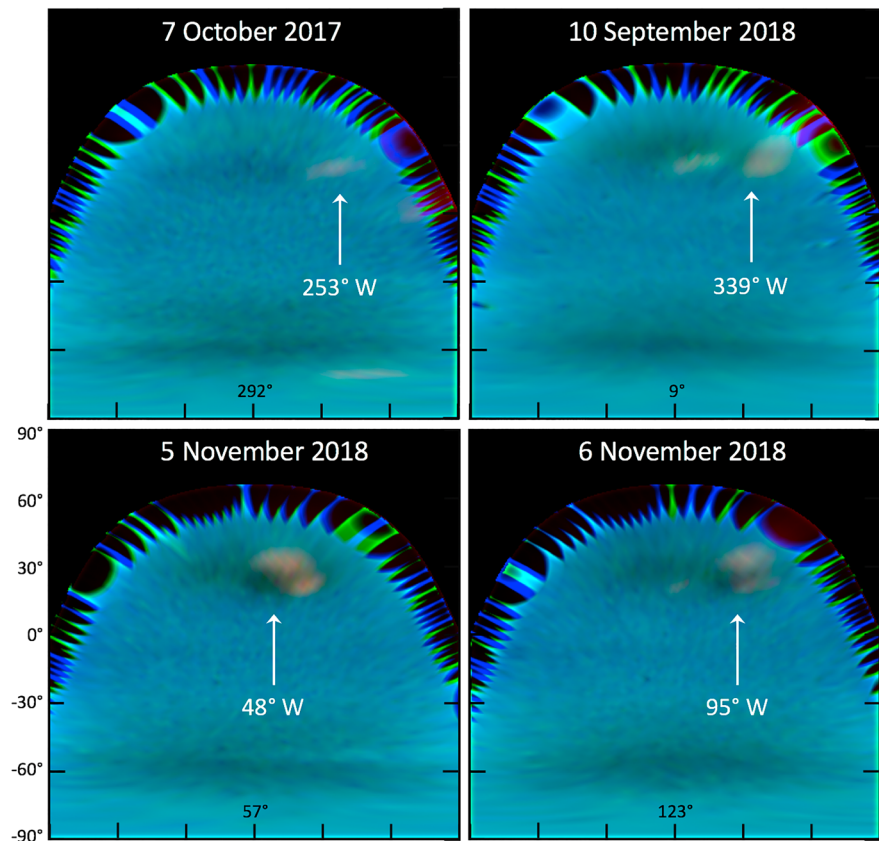 7 October 2017
253° W
292°
10 September 2018
339° W
9°
90°
60°
30°
0°
-30°
-60°
-90°
5 November 2018
48° W
57°
6 November 2018
95° W
123°